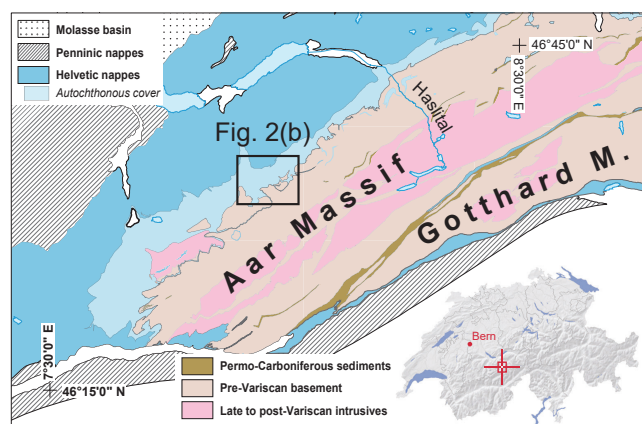 Molasse basin
Penninic nappes
Helvetic nappes
Autochthonous cover
46°45'0" N
8°30'0" E
Haslital
Fig. 2(b)
Aar Massif
Gotthard M.
Bern
7°30'0" E
46°15'0" N
Permo-Carboniferous sediments
Pre-Variscan basement
Late to post-Variscan intrusives